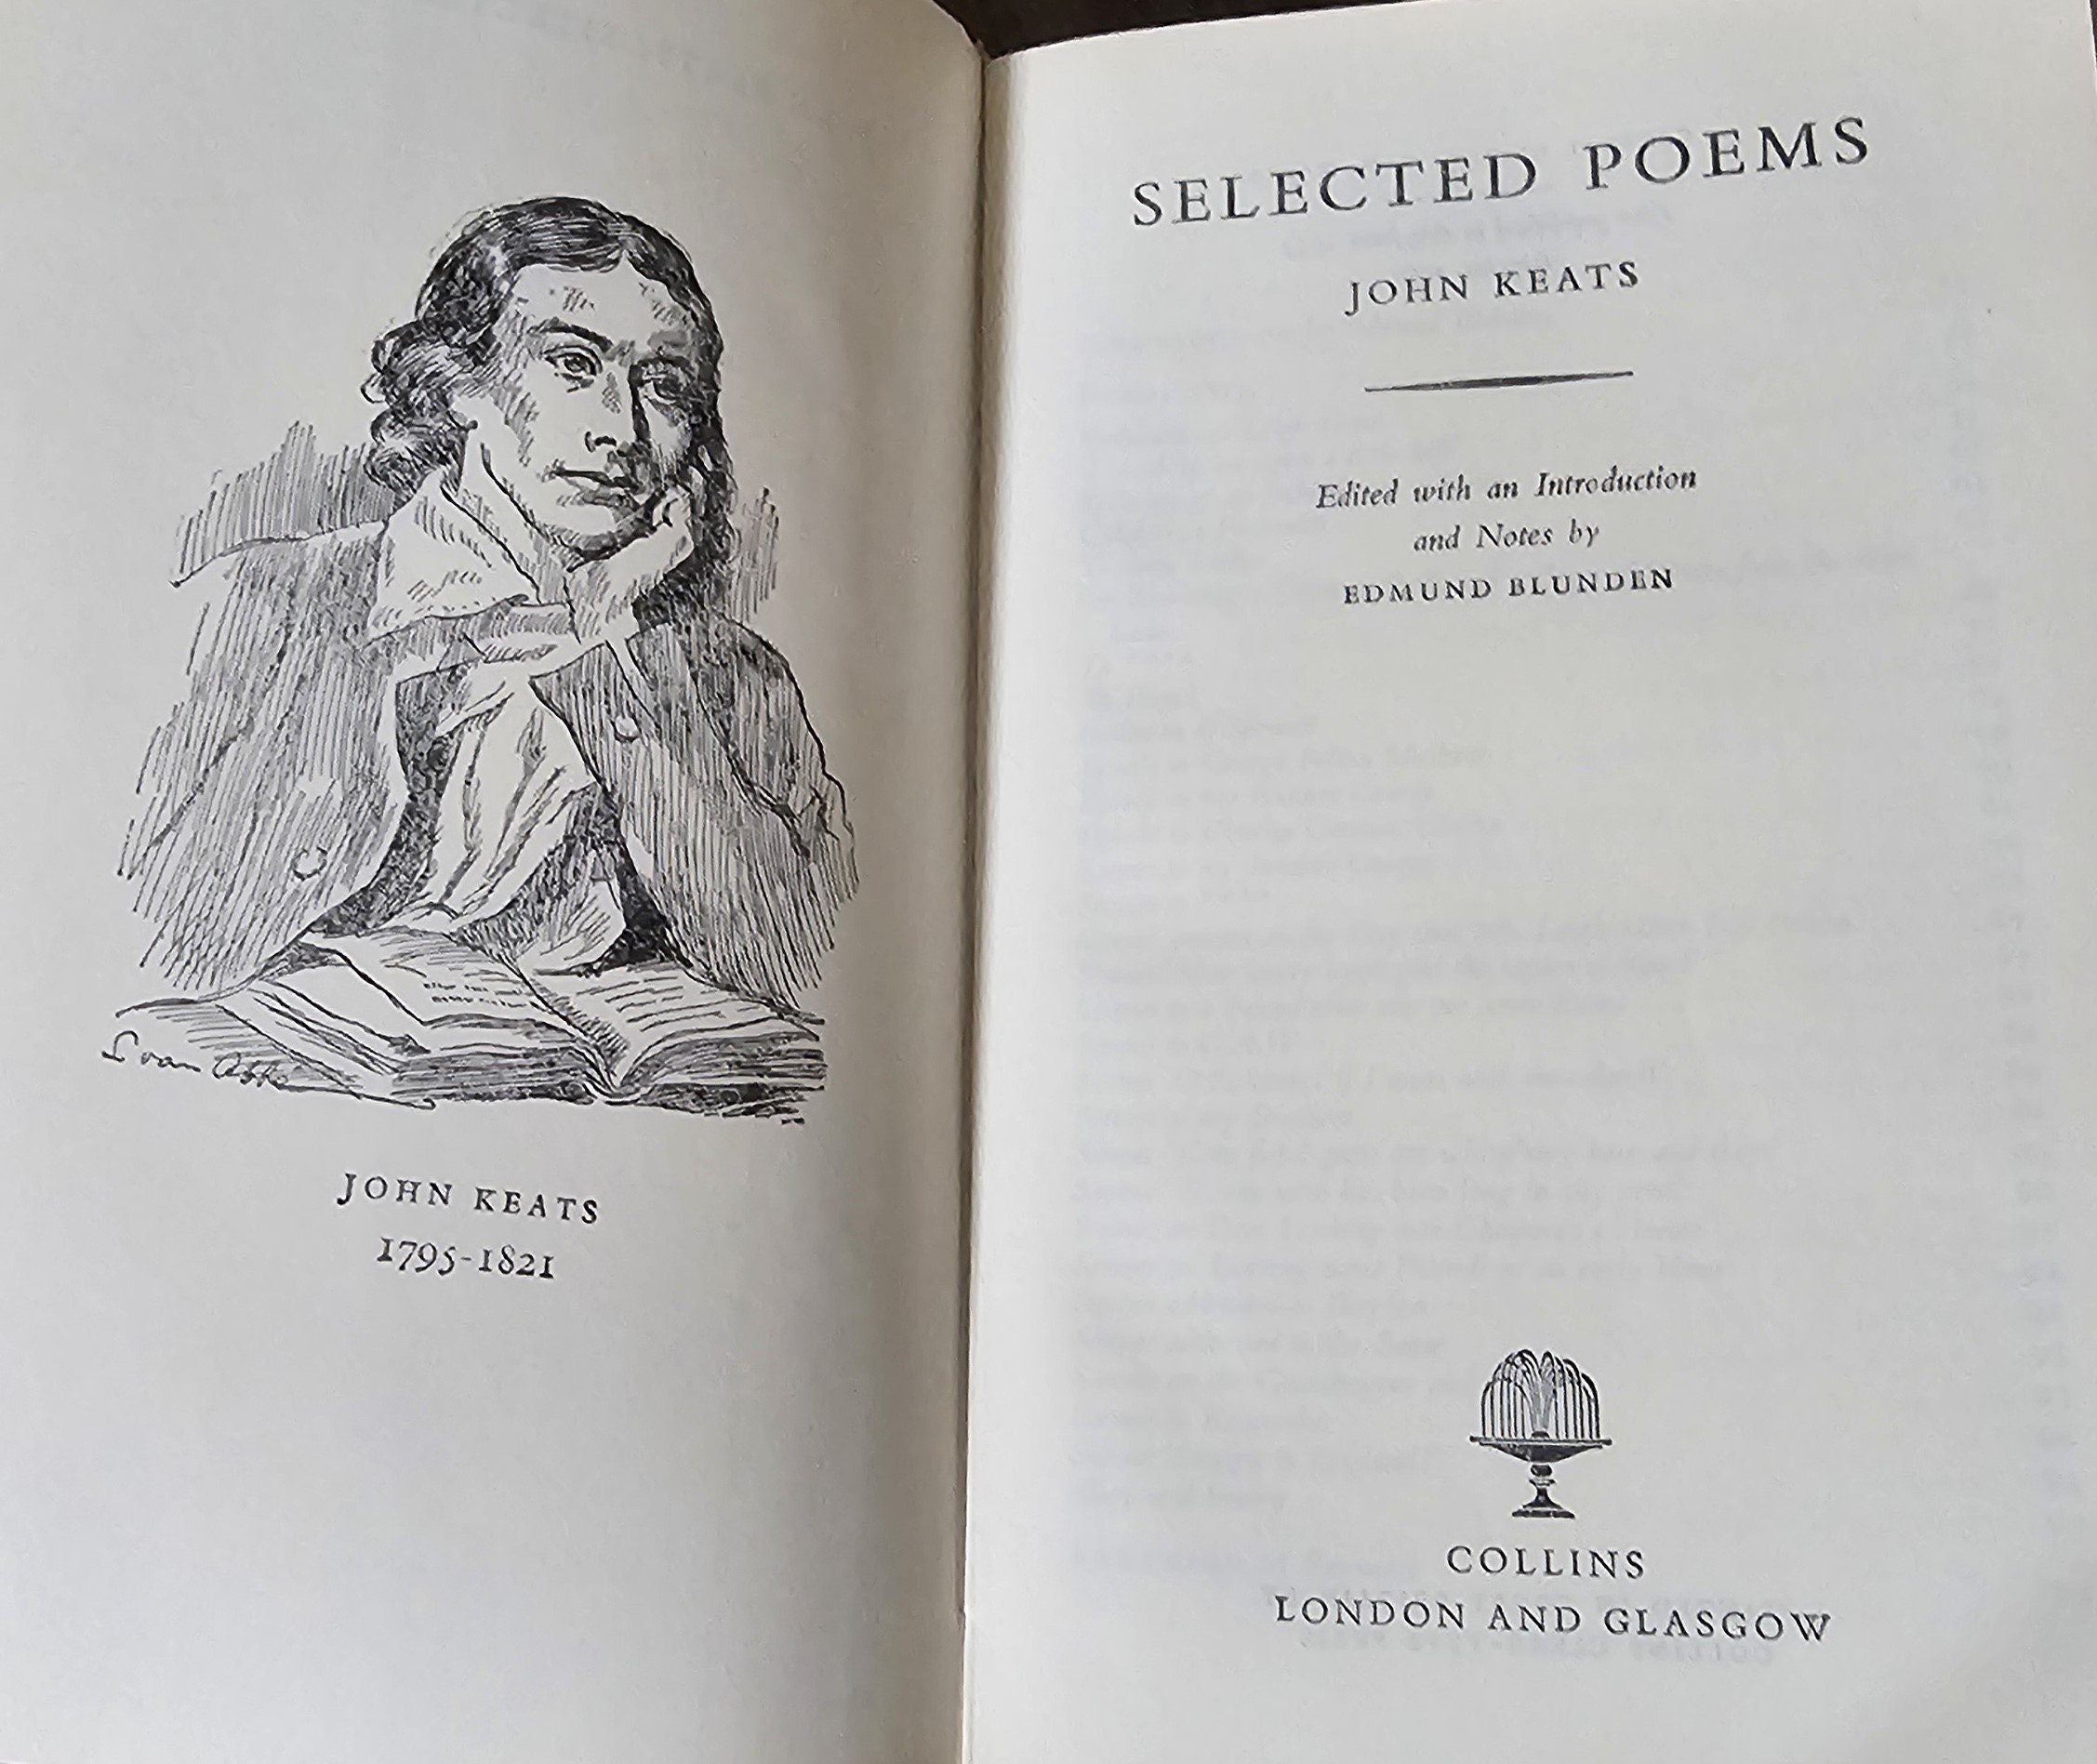 JOHN KEATS
1795-1821
SELECTED POEMS
JOHN KEATS
Edited with an Introduction
and Notes by
EDMUND BLUNDEN
COLLINS
LONDON AND GLASGOW